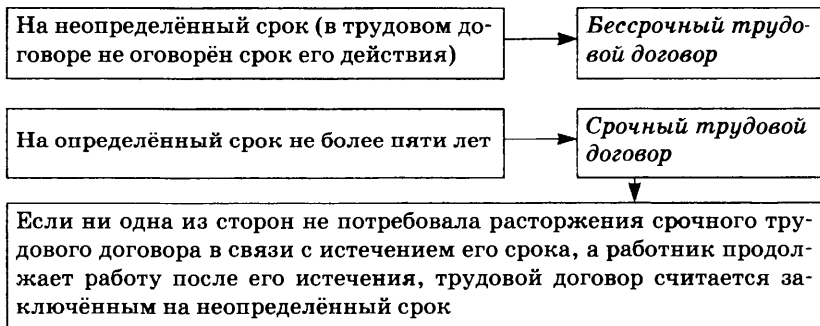 На неопределённый срок (в трудовом до-
говоре не оговорён срок его действия)
Бессрочный трудо-
вой договор
На определённый срок не более пяти лет
Срочный трудовой
договор
Если ни одна из сторон не потребовала расторжения срочного тру-
дового договора в связи с истечением его срока, а работник продол-
жает работу после его истечения, трудовой договор считается за-
ключённым на неопределённый срок